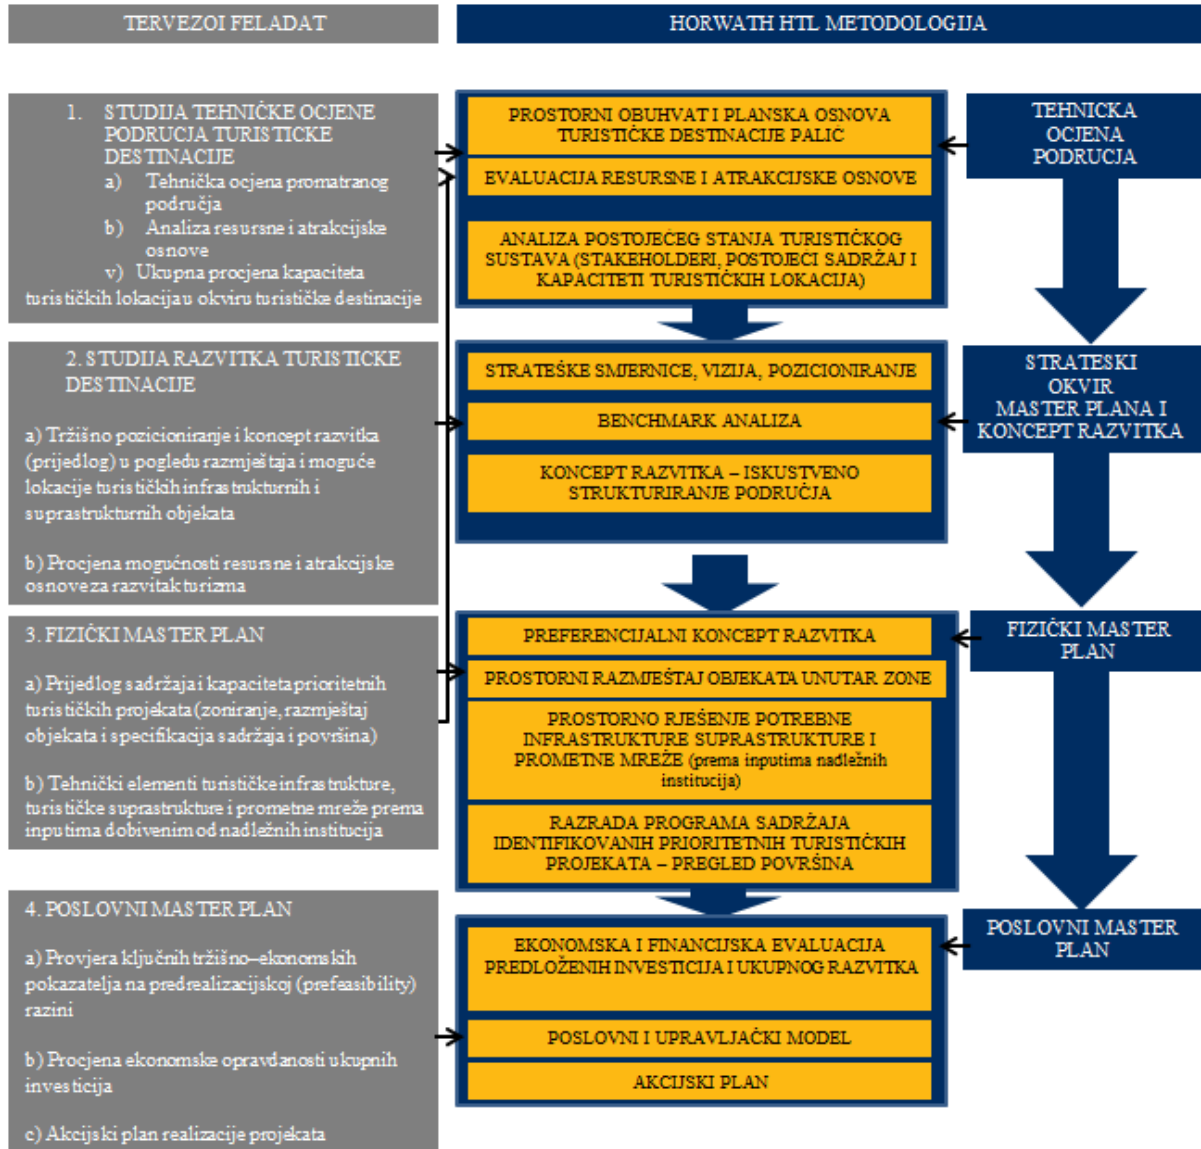 TERVEZOI FELADAT
HORWATH HTL METODOLOGIJA
1. STUDIJA TEHNIČKE OCJENE
PODRUCJA TURISTICKE
DESTINACIJE
a) Tehnička ocjena promatranog
područja
b) Analiza resursne i atrakcijske
osnove
v) Ukupna procjena kapaciteta
turističkih lokacija u okviru turističke destinacije
PROSTORNI OBUHVAT I PLANSKA OSNOVA
TURISTIČKE DESTINACIJE PALIĆ
EVALUACIJA RESURSNE I ATRAKCIJSKE OSNOVE
ANALIZA POSTOJEĆEG STANJA TURISTIČKOG
SUSTAVA (STAKEHOLDERI, POSTOJEĆI SADRŽAJ I
KAPACITETI TURISTIČKIH LOKACIJA)
TEHNICKA
OCJENA
PODRUCJA
2. STUDIJA RAZVITKA TURISTICKE
DESTINACIJE
a) Tržišno pozicioniranje i koncept razvitka
(prijedlog) u pogledu razmještaja i moguće
lokacije turističkih infrastrukturnih i
suprastrukturnih objekata
b) Procjena mogućnosti resursne i atrakcijske
osnove za razvitak turizma
STRATEŠKE SMJERNICE, VIZIJA, POZICIONIRANJE
BENCHMARK ANALIZA
KONCEPT RAZVITKA – ISKUSTVENO
STRUKTURIRANJE PODRUČJA
STRATESKI
OKVIR
MASTER PLANA I
KONCEPT RAZVITKA
3. FIZIČKI MASTER PLAN
a) Prijedlog sadržaja i kapaciteta prioritetnih
turističkih projekata (zoniranje, razmještaj
objekata i specifikacija sadržaja i površina)
b) Tehnički elementi turističke infrastrukture,
turističke suprastrukture i prometne mreže prema
inputima dobivenim od nadležnih institucija
PREFERENCIJALNI KONCEPT RAZVITKA
PROSTORNI RAZMJEŠTAJ OBJEKATA UNUTAR ZONE
PROSTORNO RJEŠENJE POTREBNE
INFRASTRUKTURE SUPRASTRUKTURE I
PROMETNE MREŽE (prema inputima nadležnih
institucija)
RAZRADA PROGRAMA SADRŽAJA
IDENTIFIKOVANIH PRIORITETNIH TURISTIČKIH
PROJEKATA – PREGLED POVRŠINA
FIZIČKI MASTER
PLAN
4. POSLOVNI MASTER PLAN
a) Provjera ključnih tržišno–ekonomskih
pokazatelja na predrealizacijskoj (prefeasibility)
razini
b) Procjena ekonomske opravdanosti ukupnih
investicija
c) Akcijski plan realizacije projekata
EKONOMSKA I FINANCIJSKA EVALUACIJA
PREDLOŽENIH INVESTICIJA I UKUPNOG RAZVITKA
POSLOVNI I UPRAVLJAČKI MODEL
AKCIJSKI PLAN
POSLOVNI MASTER
PLAN